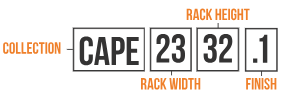 RACK HEIGHT
COLLECTION CAPE 23 32 .1
RACK WIDTH FINISH